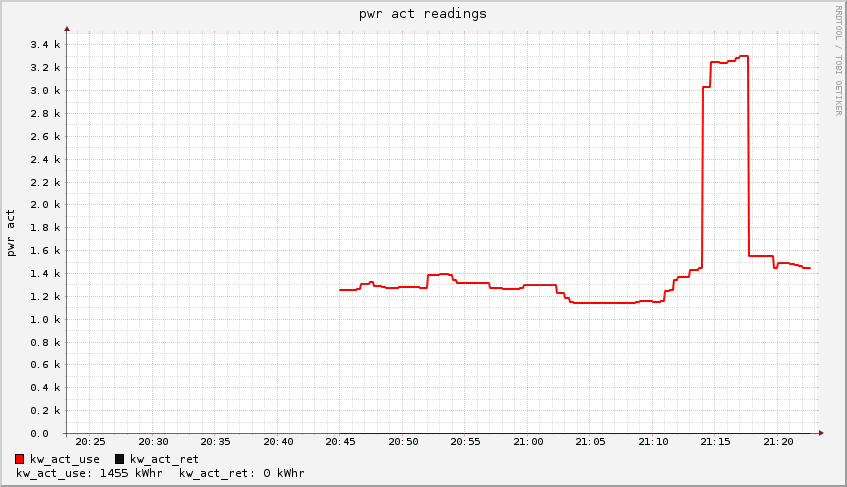 pwr act readings
RRDTOOL / TOBI OETIKER
pwr act
3.4 k
3.2 k
3.0 k
2.8 k
2.6 k
2.4 k
2.2 k
2.0 k
1.8 k
1.6 k
1.4 k
1.2 k
1.0 k
0.8 k
0.6 k
0.4 k
0.2 k
0.0
20:25 20:30 20:35 20:40 20:45 20:50 20:55 21:00 21:05 21:10 21:15 21:20
kw_act_use kw_act_ret
kw_act_use: 1455 kWhr kw_act_ret: 0 kWhr